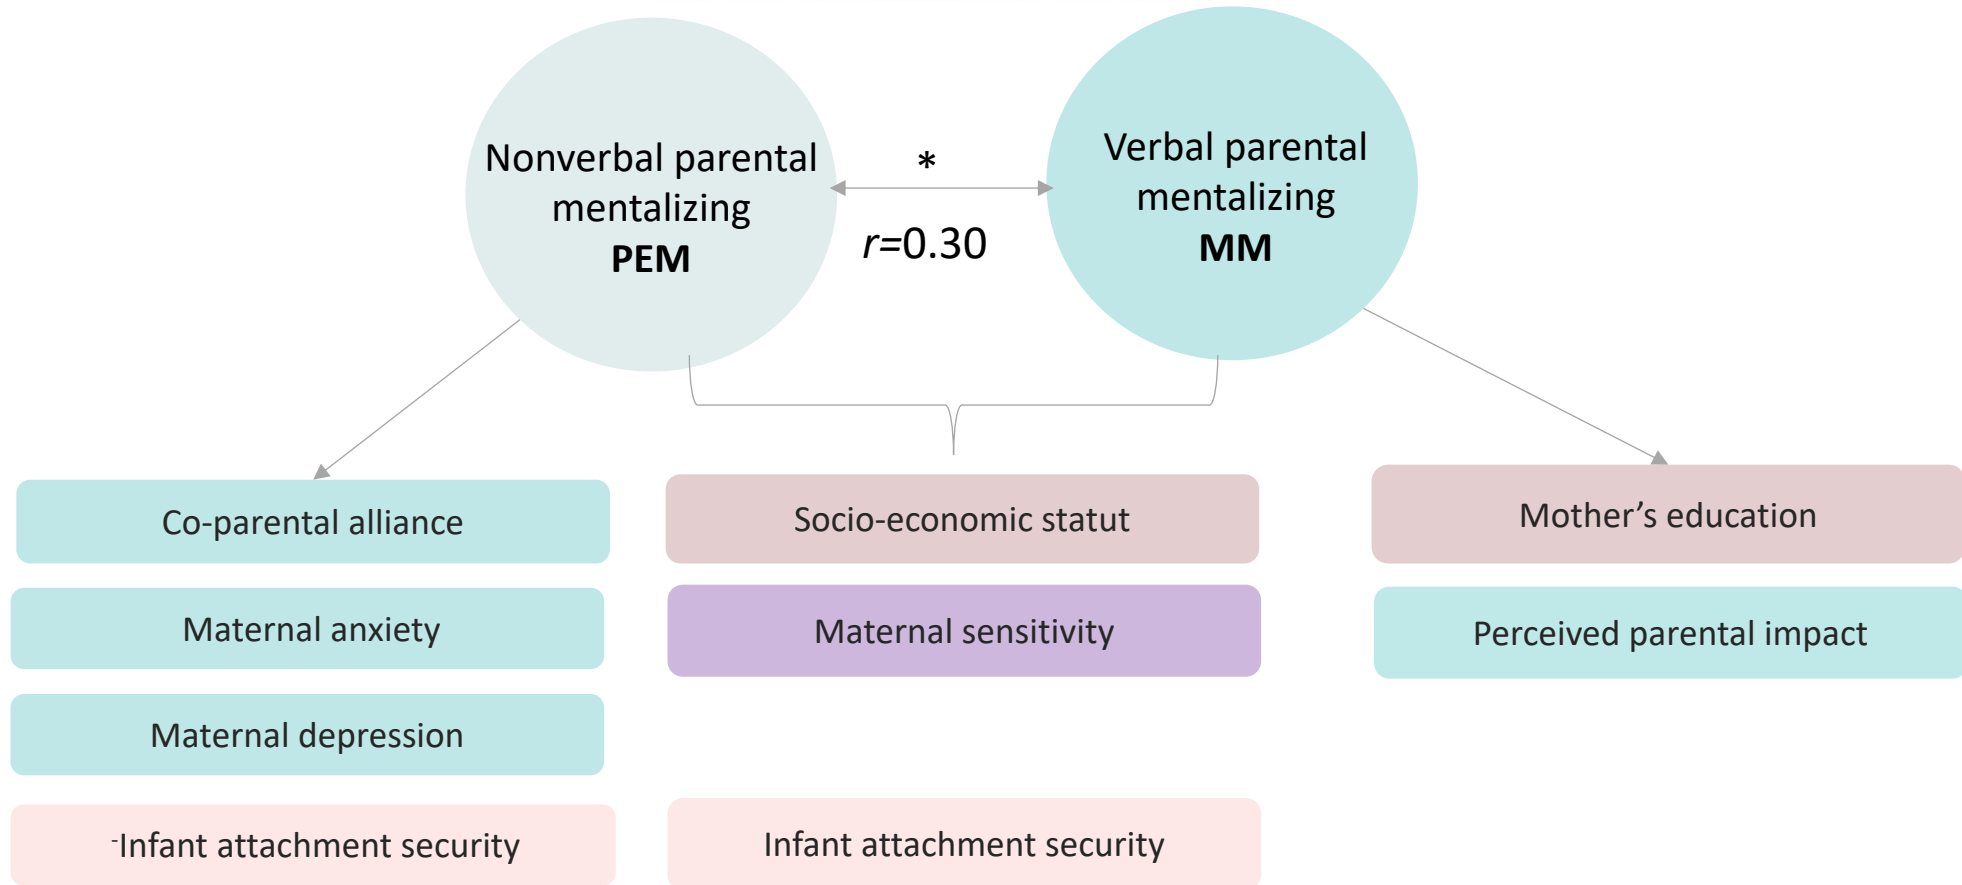 Nonverbal parental
mentalizing
PEM
*
r=0.30
Verbal parental
mentalizing
MM
Co-parental alliance
Maternal anxiety
Maternal depression
-Infant attachment security
Socio-economic statut
Maternal sensitivity
Infant attachment security
Mother’s education
Perceived parental impact